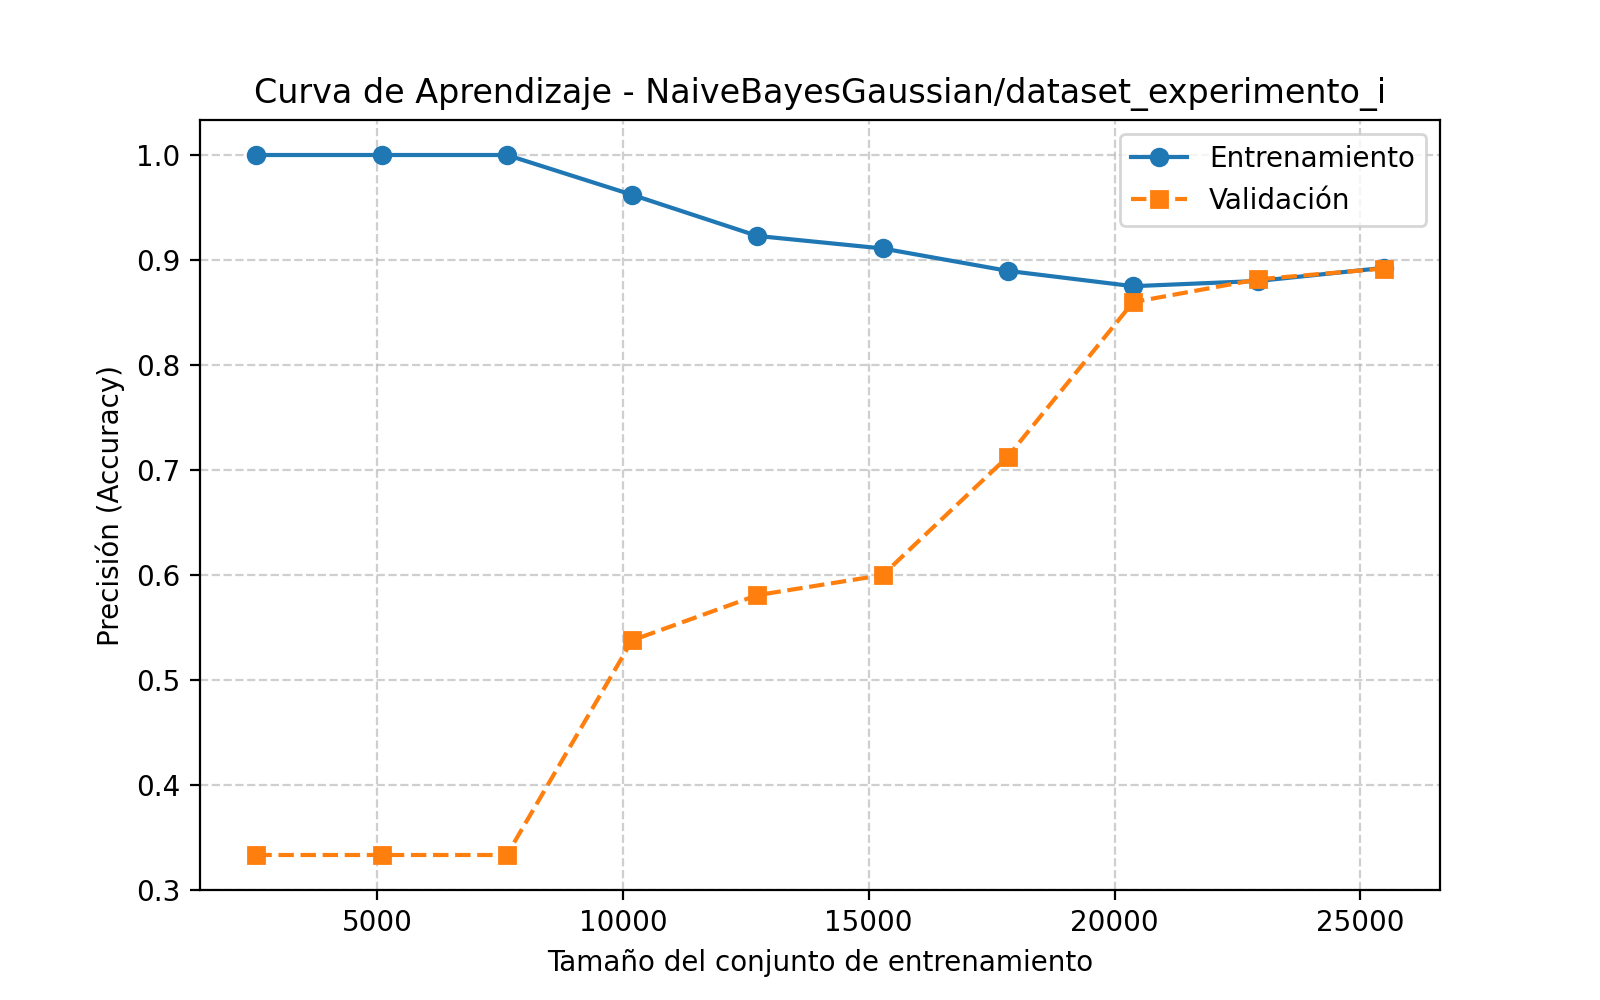 Curva de Aprendizaje - NaiveBayesGaussian/dataset_experimento_i
Entrenamiento
Validación
Precisión (Accuracy)
1.0
0.9
0.8
0.7
0.6
0.5
0.4
0.3
5000 10000 15000 20000 25000
Tamaño del conjunto de entrenamiento